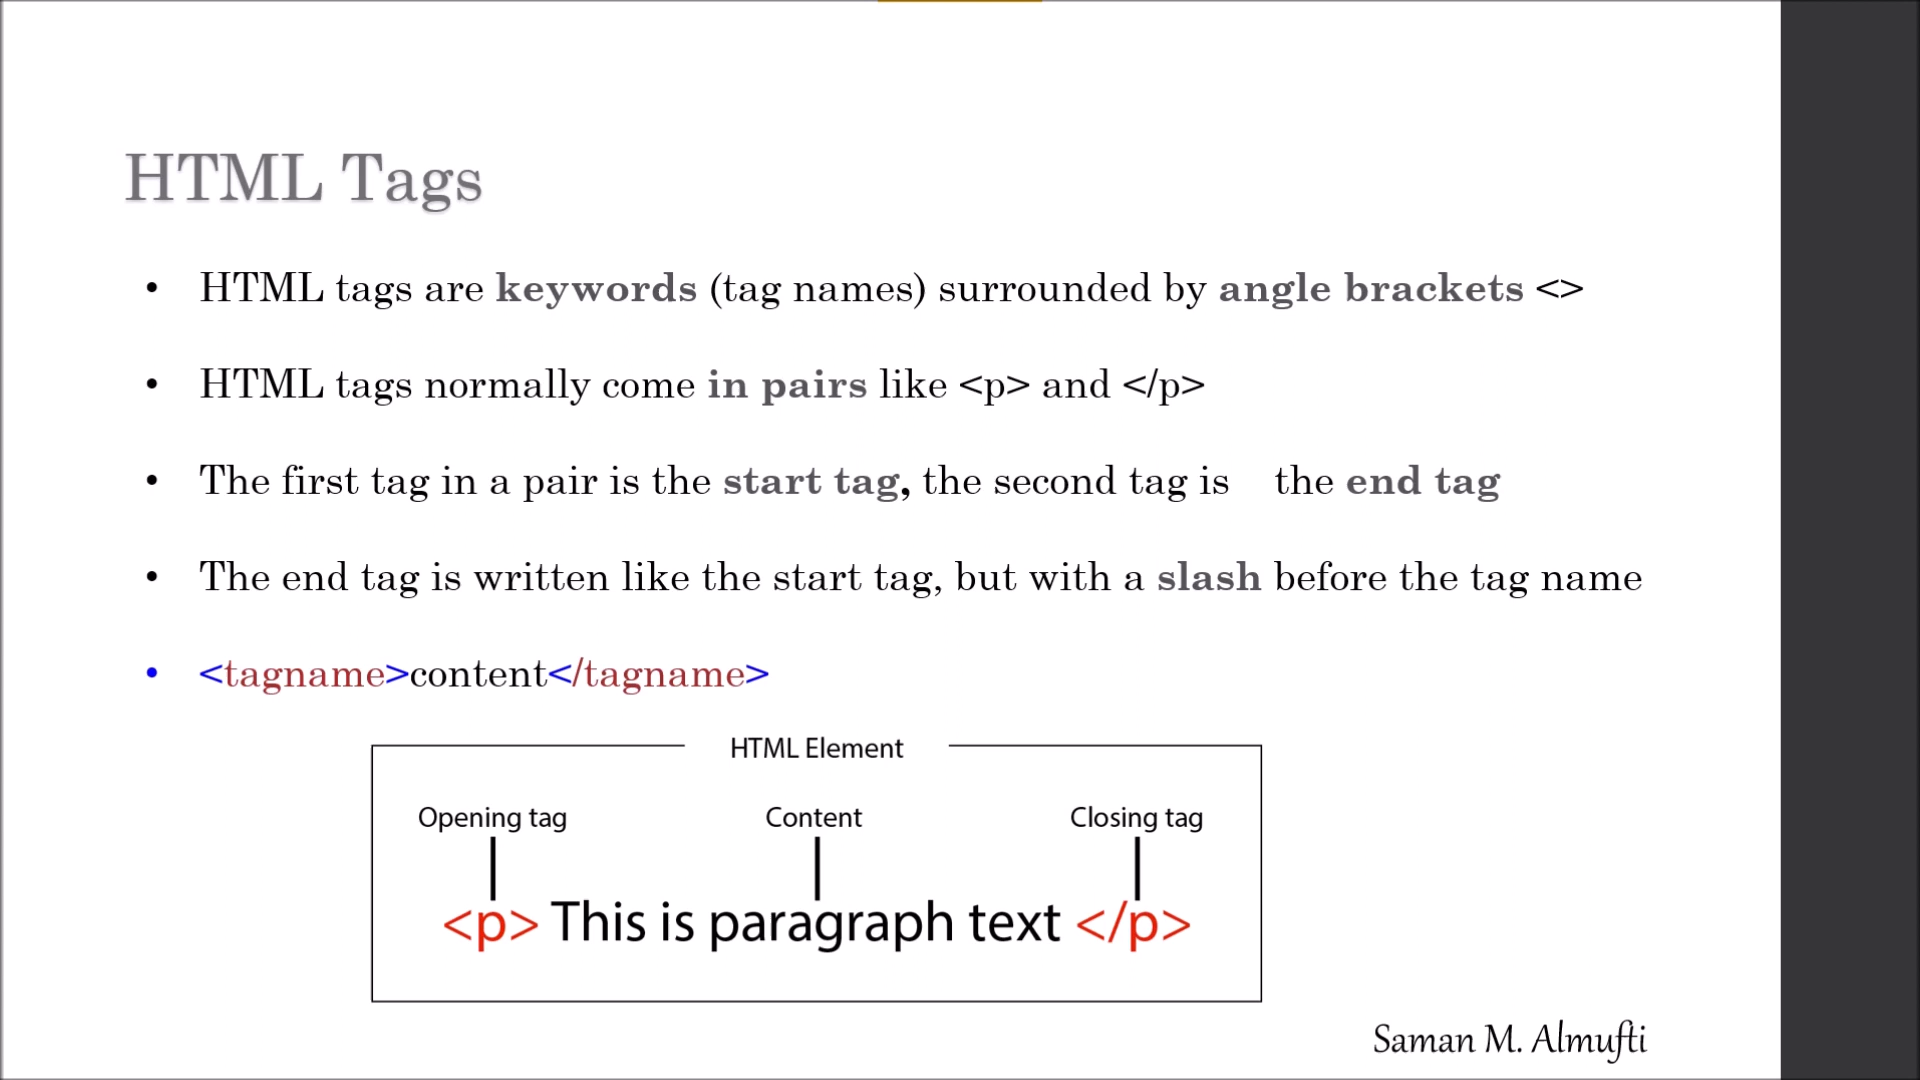 HTML Tags
• HTML tags are keywords (tag names) surrounded by angle brackets <>
• HTML tags normally come in pairs like <p> and </p>
• The first tag in a pair is the start tag, the second tag is the end tag
• The end tag is written like the start tag, but with a slash before the tag name
• <tagname>content</tagname>
HTML Element
Opening tag Content Closing tag
<p> This is paragraph text </p>
Saman M. Almufti